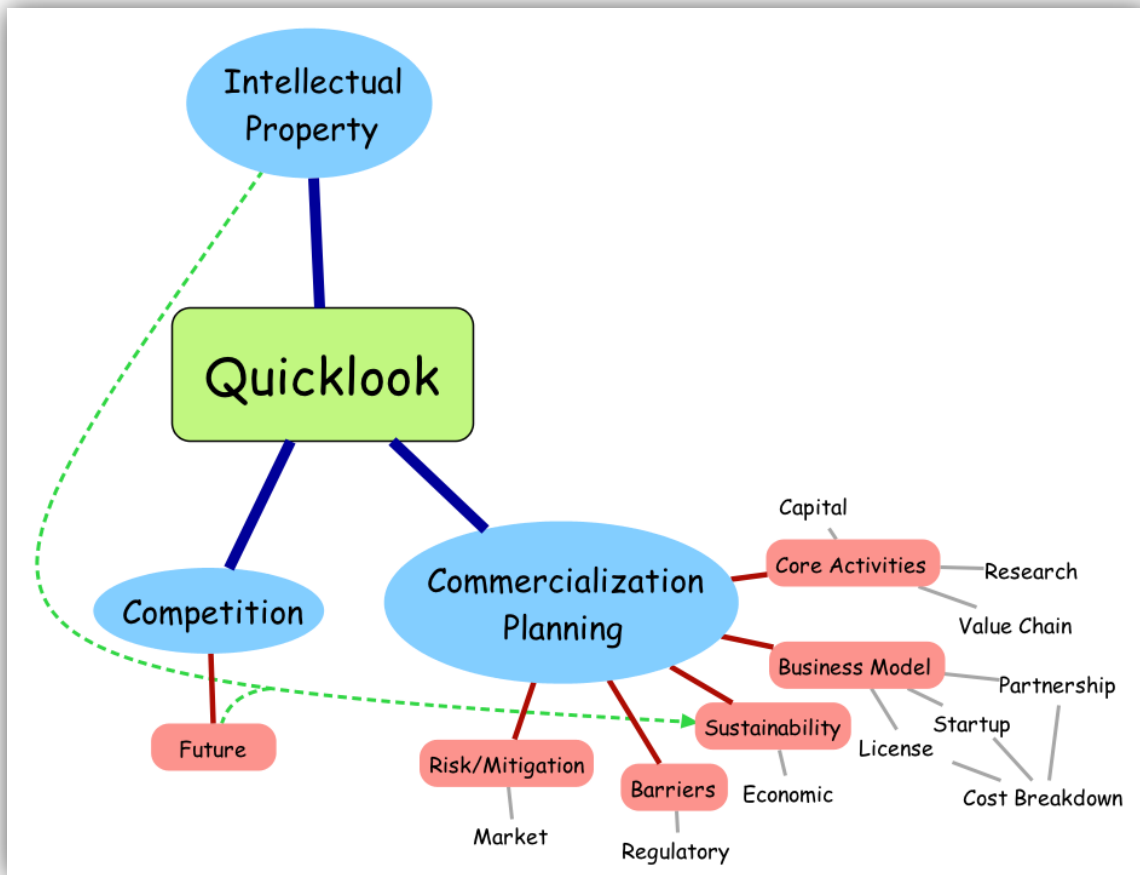 Intellectual
Property
Quicklook
Competition
Future
Commercialization
Planning
Capital
Core Activities
Research
Value Chain
Business Model
Partnership
Startup
License
Cost Breakdown
Sustainability
Economic
Risk/Mitigation
Market
Barriers
Regulatory